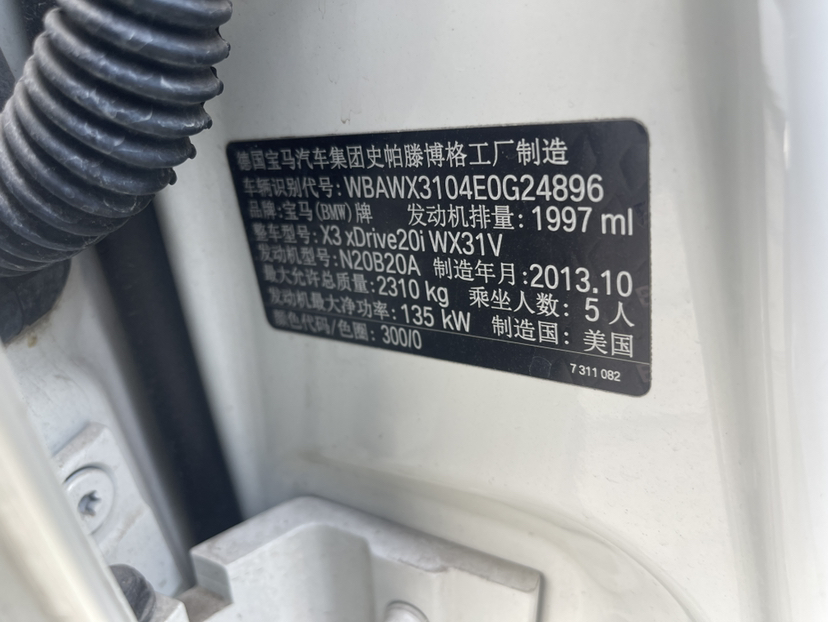 德国宝马汽车集团史帕滕博格工厂制造
车辆识别代号: WBAWX3104E0G24896
品牌: 宝马(BMW)牌 发动机排量: 1997 ml
整车型号: X3 xDrive20i WX31V
发动机型号: N20B20A 制造年月: 2013.10
最大允许总质量: 2310 kg 乘坐人数: 5 人
发动机最大净功率: 135 kW 制造国: 美国
颜色代码/色圈: 300/0
7 311 082